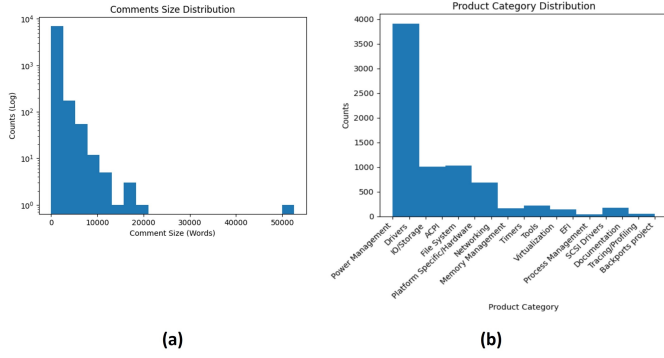 Comments Size Distribution
10^4
10^3
10^2
10^1
10^0
Counts (Log)
0
10000
20000
30000
40000
50000
Comment Size (Words)
(a)
Product Category Distribution
4000
3500
3000
2500
2000
1500
1000
500
0
Counts
Power Management
Drivers
IO/Storage
ACPI
File System
Platform Specific/Hardware
Networking
Memory Management
Timers
Tools
Virtualization
EFI
Process Management
SCSI Drivers
Documentation
Tracing/Profiling
Backports project
Product Category
(b)